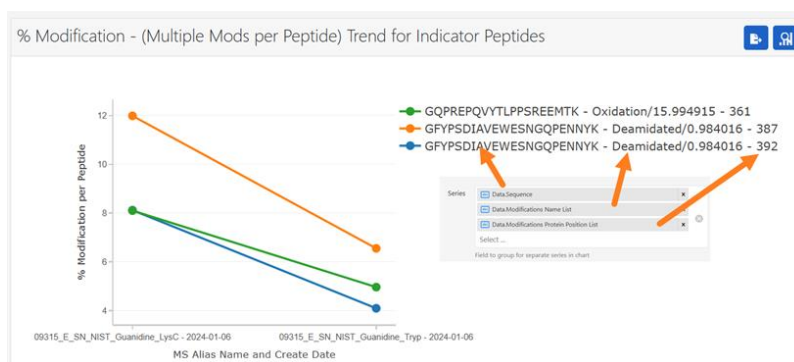 % Modification - (Multiple Mods per Peptide) Trend for Indicator Peptides
GQPREPQVYTLPPSREEMTK - Oxidation/15.994915 - 361
GFYPSDIAVEWESNGQPENNYK - Deamidated/0.984016 - 387
GFYPSDIAVEWESNGQPENNYK - Deamidated/0.984016 - 392
12
10
8
6
4
% Modification per Peptide
Series
Data.Sequence
Data.Modifications Name List
Data.Modifications Protein Position List
Select ...
Field to group for separate series in chart
09315_E_SN_NIST_Guanidine_LysC - 2024-01-06
09315_E_SN_NIST_Guanidine_Tryp - 2024-01-06
MS Alias Name and Create Date